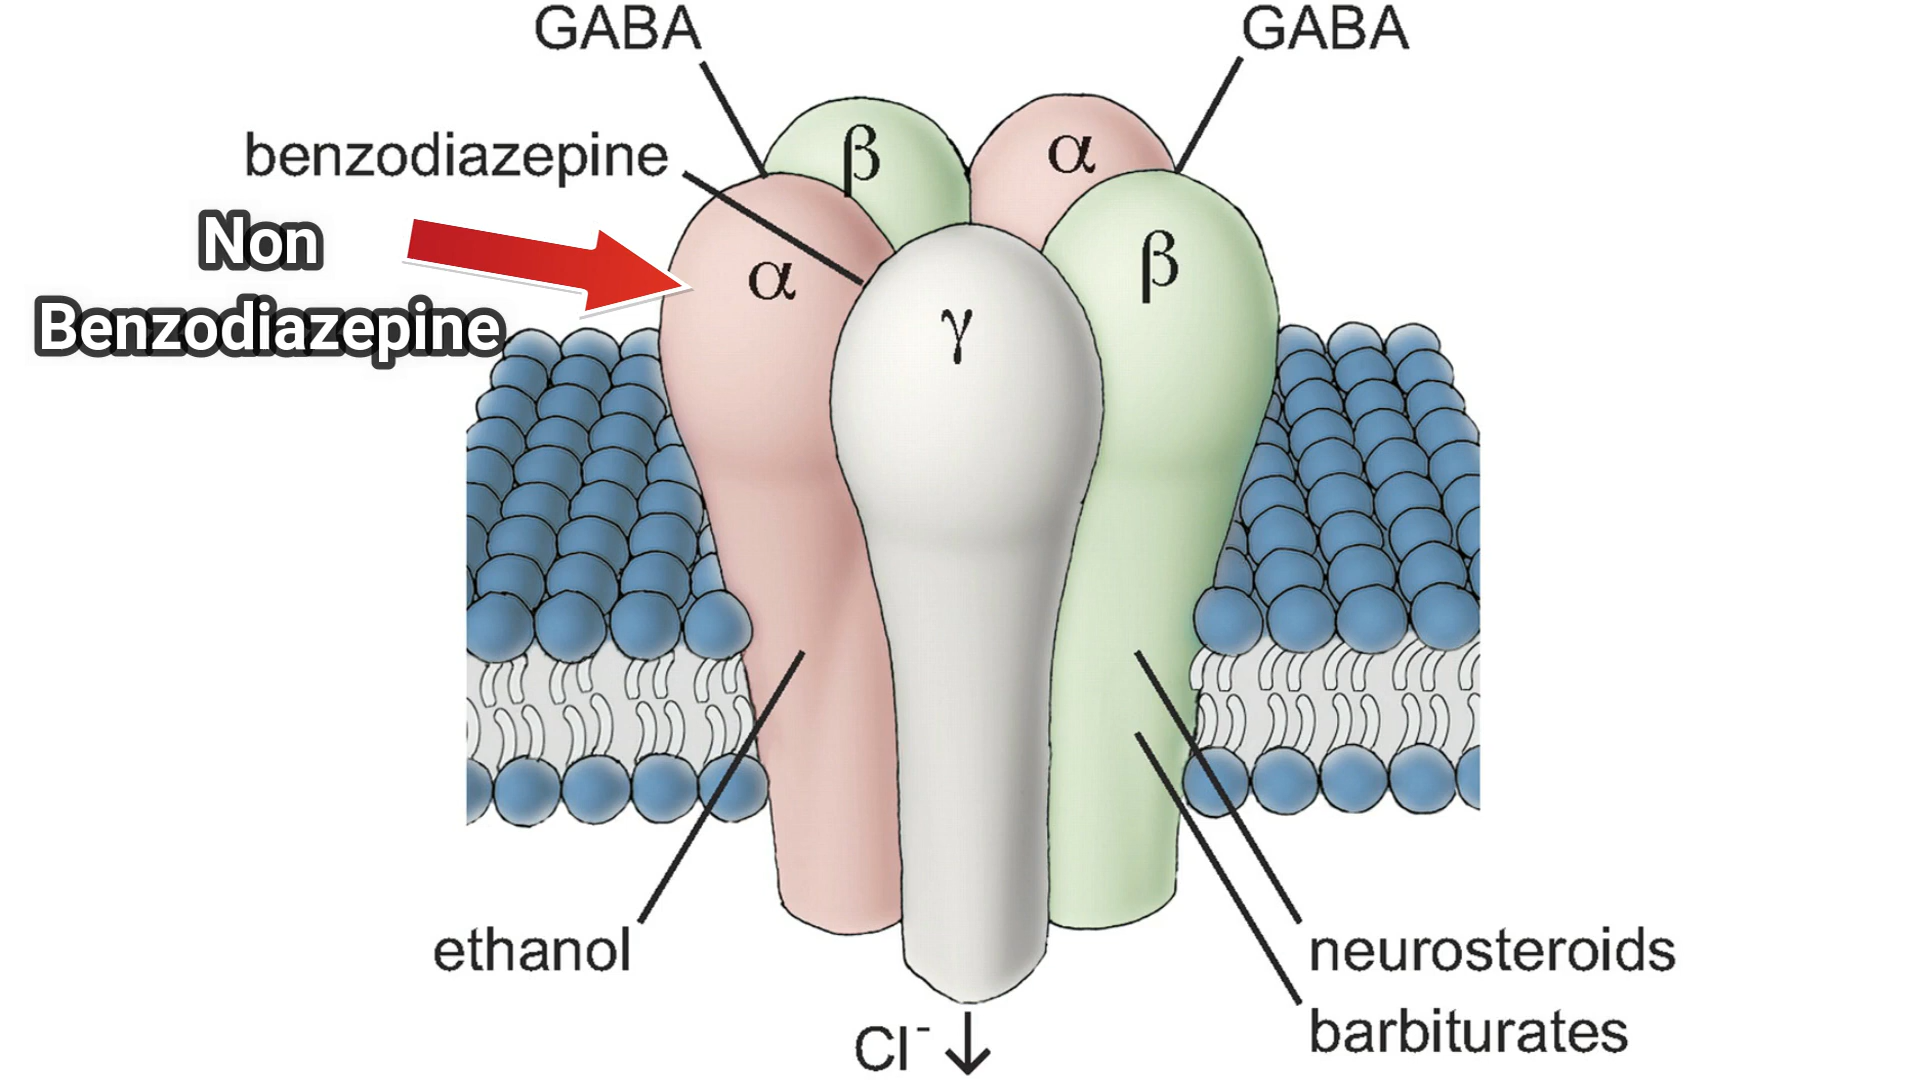 GABA
GABA
benzodiazepine
Non
Benzodiazepine
β
α
α
β
γ
ethanol
neurosteroids
barbiturates
Cl⁻ ↓